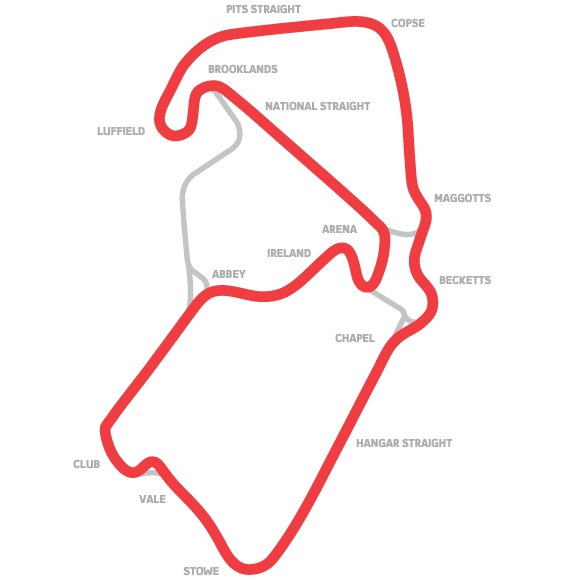 PITS STRAIGHT
COPSE
BROOKLANDS
NATIONAL STRAIGHT
LUFFIELD
MAGGOTTS
ARENA
IRELAND
ABBEY
BECKETTS
CHAPEL
HANGAR STRAIGHT
CLUB
VALE
STOWE